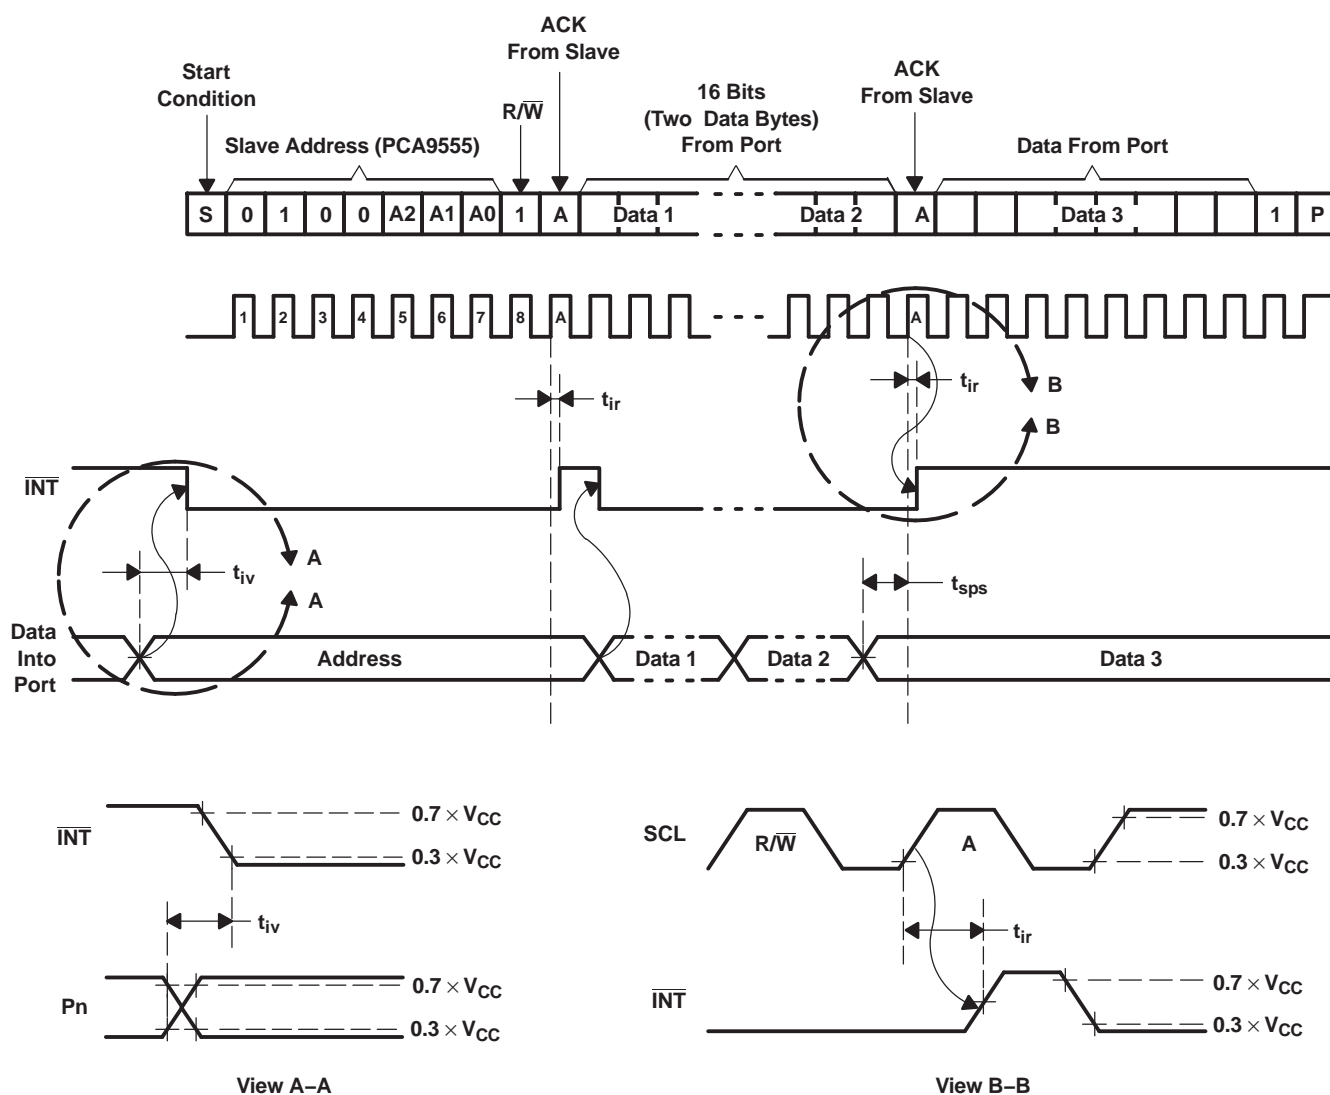 ACK
From Slave
Start
Condition
R/W̅
16 Bits
(Two Data Bytes)
From Port
ACK
From Slave
Slave Address (PCA9555)
Data From Port
S 0 1 0 0 A2 A1 A0 1 A Data 1 Data 2 A Data 3 1 P
1 2 3 4 5 6 7 8 A A
t_ir
t_ir
B
B
I̅N̅T̅
A
A
t_iv
t_sps
Data
Into
Port
Address Data 1 Data 2 Data 3
I̅N̅T̅
0.7 × V_CC
0.3 × V_CC
t_iv
Pn
0.7 × V_CC
0.3 × V_CC
View A–A
SCL
R/W̅
A
0.7 × V_CC
0.3 × V_CC
t_ir
I̅N̅T̅
0.7 × V_CC
0.3 × V_CC
View B–B